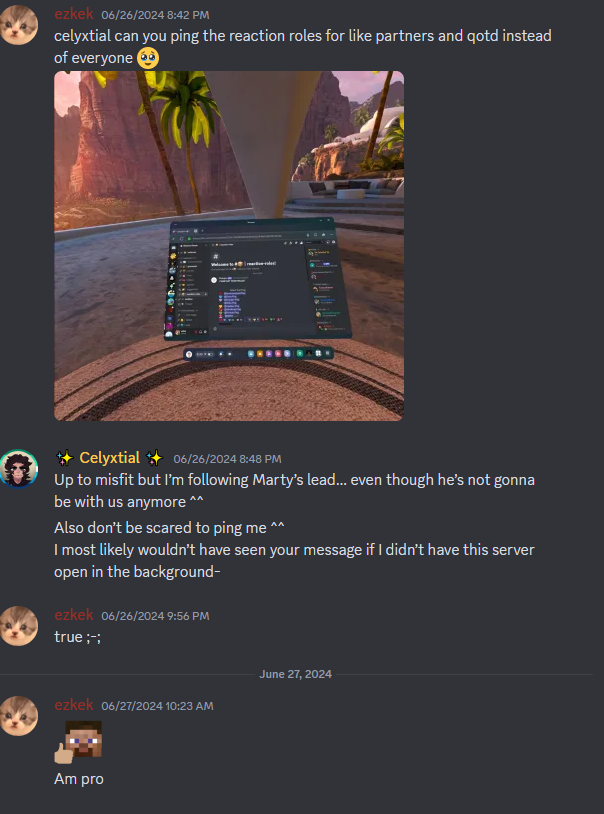 ezkek 06/26/2024 8:42 PM
celyxtial can you ping the reaction roles for like partners and qotd instead
of everyone 🥹
Welcome to # reaction-roles!
✨ Celyxtial ✨ 06/26/2024 8:48 PM
Up to misfit but I’m following Marty’s lead... even though he’s not gonna
be with us anymore ^^
Also don’t be scared to ping me ^^
I most likely wouldn’t have seen your message if I didn’t have this server
open in the background-
ezkek 06/26/2024 9:56 PM
true ;-;
June 27, 2024
ezkek 06/27/2024 10:23 AM
Am pro